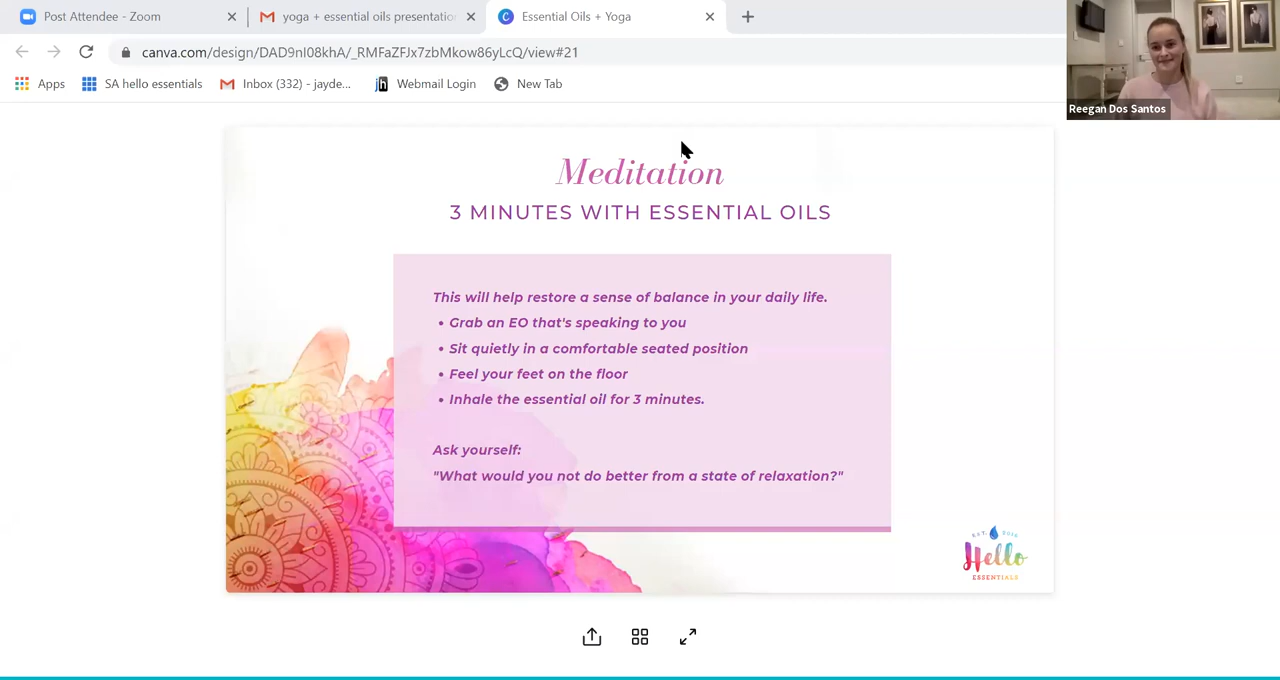 Post Attendee - Zoom
yoga + essential oils presentatio
Essential Oils + Yoga
canva.com/design/DAD9nI08khA/_RMFaZFJx7zbMkow86yLcQ/view#21
Apps
SA hello essentials
Inbox (332) - jayde...
Webmail Login
New Tab
Reegan Dos Santos
Meditation
3 MINUTES WITH ESSENTIAL OILS
This will help restore a sense of balance in your daily life.
• Grab an EO that's speaking to you
• Sit quietly in a comfortable seated position
• Feel your feet on the floor
• Inhale the essential oil for 3 minutes.
Ask yourself:
"What would you not do better from a state of relaxation?"
EST.
Hello
ESSENTIALS